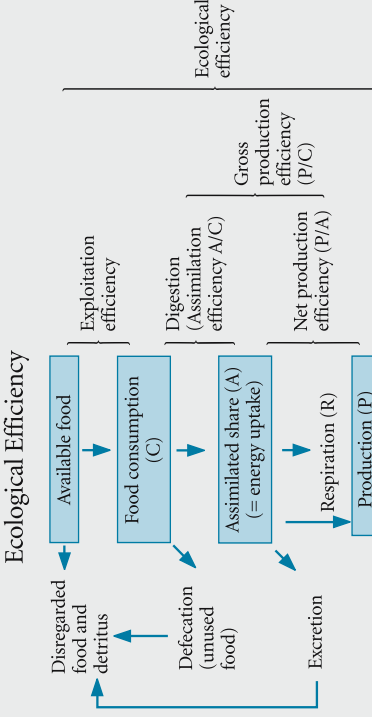 Ecological Efficiency
Available food
Food consumption
(C)
Assimilated share (A)
(= energy uptake)
Respiration (R)
Production (P)
Disregarded
food and
detritus
Defecation
(unused
food)
Excretion
Exploitation
efficiency
Digestion
(Assimilation
efficiency A/C)
Net production
efficiency (P/A)
Gross
production
efficiency
(P/C)
Ecological
efficiency